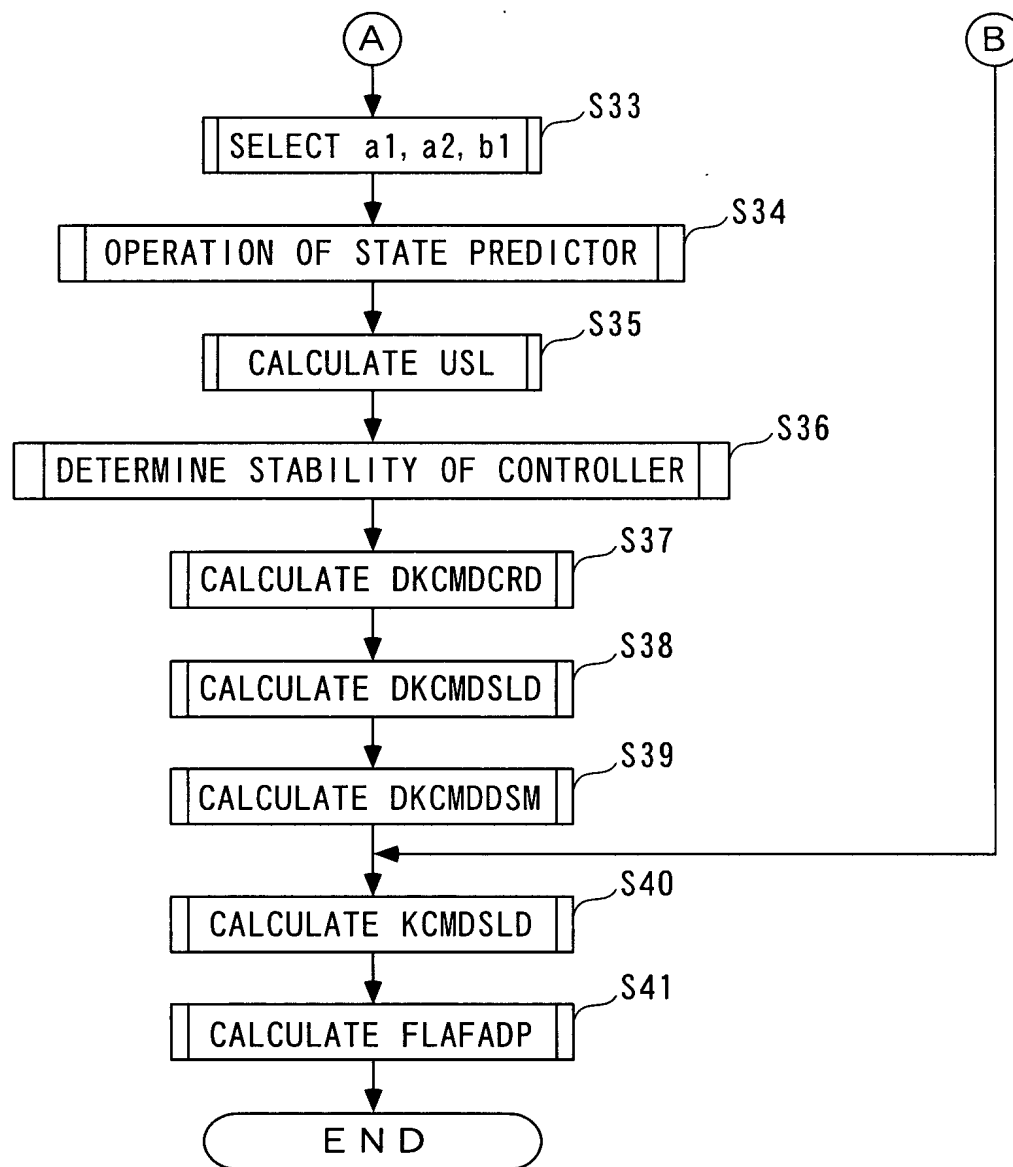 A
B
S33
SELECT a1, a2, b1
S34
OPERATION OF STATE PREDICTOR
S35
CALCULATE USL
S36
DETERMINE STABILITY OF CONTROLLER
S37
CALCULATE DKCMDCRD
S38
CALCULATE DKCMDSLD
S39
CALCULATE DKCMDDSM
S40
CALCULATE KCMDSLD
S41
CALCULATE FLAFADP
END